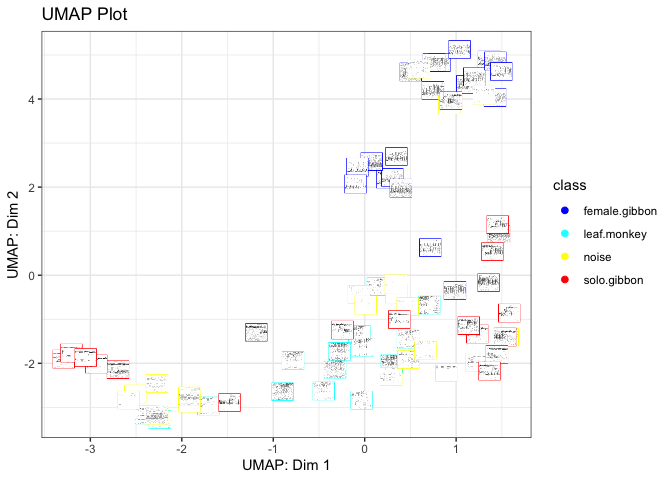 UMAP Plot
4
2
0
-2
UMAP: Dim 2
-3
-2
-1
0
1
UMAP: Dim 1
class
female.gibbon
leaf.monkey
noise
solo.gibbon